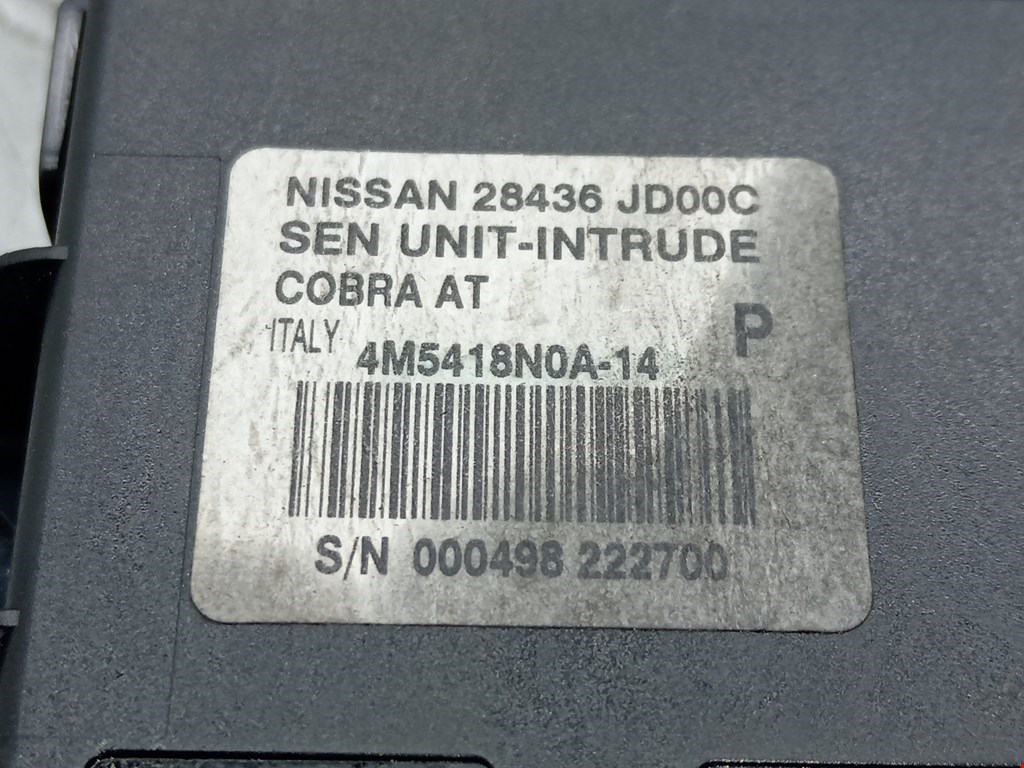 NISSAN 28436 JD00C
SEN UNIT-INTRUDE
COBRA AT
P
ITALY
4M5418N0A-14
S/N 000498 222700